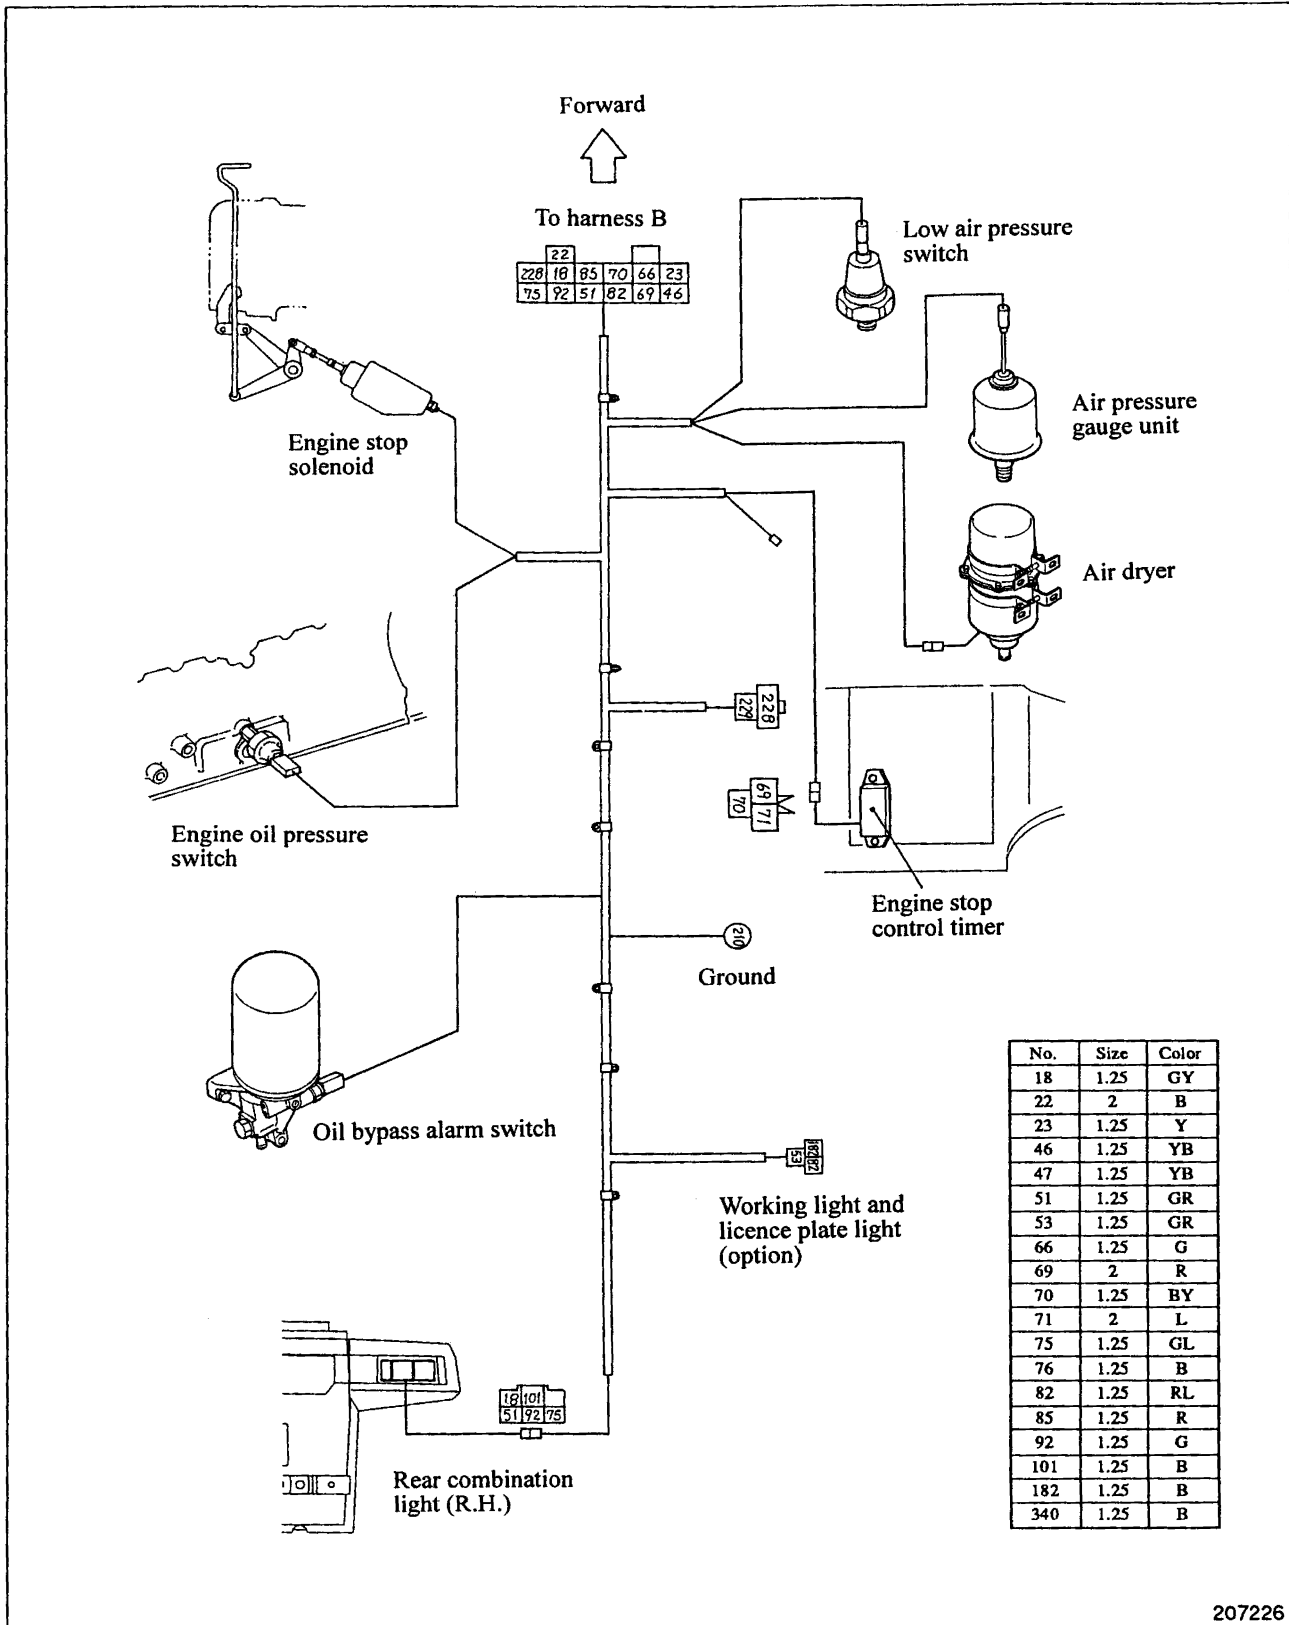 Forward
To harness B
22
228 18 85 70 66 23
75 92 51 82 69 46
Low air pressure
switch
Air pressure
gauge unit
Engine stop
solenoid
Air dryer
229 228
70 69 71
Engine oil pressure
switch
Engine stop
control timer
210
Ground
Oil bypass alarm switch
53 182 82
Working light and
licence plate light
(option)
18 101
51 92 75
Rear combination
light (R.H.)
No. Size Color
18 1.25 GY
22 2 B
23 1.25 Y
46 1.25 YB
47 1.25 YB
51 1.25 GR
53 1.25 GR
66 1.25 G
69 2 R
70 1.25 BY
71 2 L
75 1.25 GL
76 1.25 B
82 1.25 RL
85 1.25 R
92 1.25 G
101 1.25 B
182 1.25 B
340 1.25 B
207226